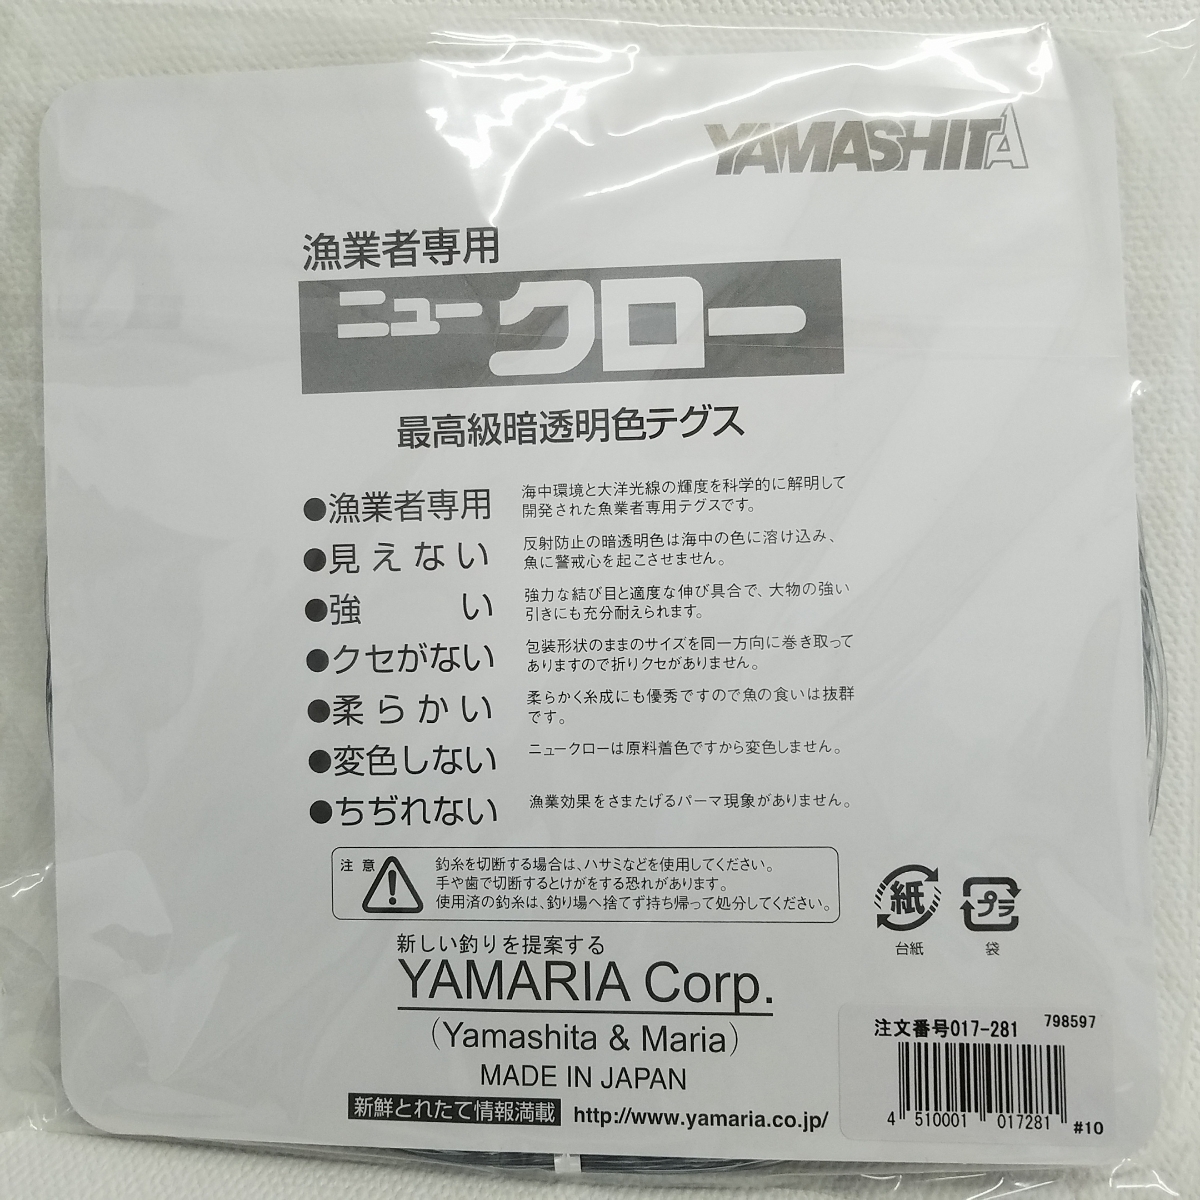 YAMASHITA
漁業者専用
ニュークロー
最高級暗透明色テグス
●漁業者専用 海中環境と大洋光線の輝度を科学的に解明して
開発された魚業者専用テグスです。
●見えない 反射防止の暗透明色は海中の色に溶け込み、
魚に警戒心を起こさせません。
●強い 強力な結び目と適度な伸び具合で、大物の強い
引きにも充分耐えられます。
●クセがない 包装形状のままのサイズを同一方向に巻き取って
ありますので折りクセがありません。
●柔らかい 柔らかく糸成にも優秀ですので魚の食いは抜群
です。
●変色しない ニュークローは原料着色ですから変色しません。
●ちぢれない 漁業効果をさまたげるパーマ現象がありません。
注意 釣糸を切断する場合は、ハサミなどを使用してください。
手や歯で切断するとけがをする恐れがあります。
使用済の釣糸は、釣り場へ捨てず持ち帰って処分してください。
紙 プラ
台紙 袋
新しい釣りを提案する
YAMARIA Corp.
(Yamashita & Maria)
MADE IN JAPAN
新鮮とれたて情報満載 http://www.yamaria.co.jp/
注文番号017-281 798597
4 510001 017281 #10